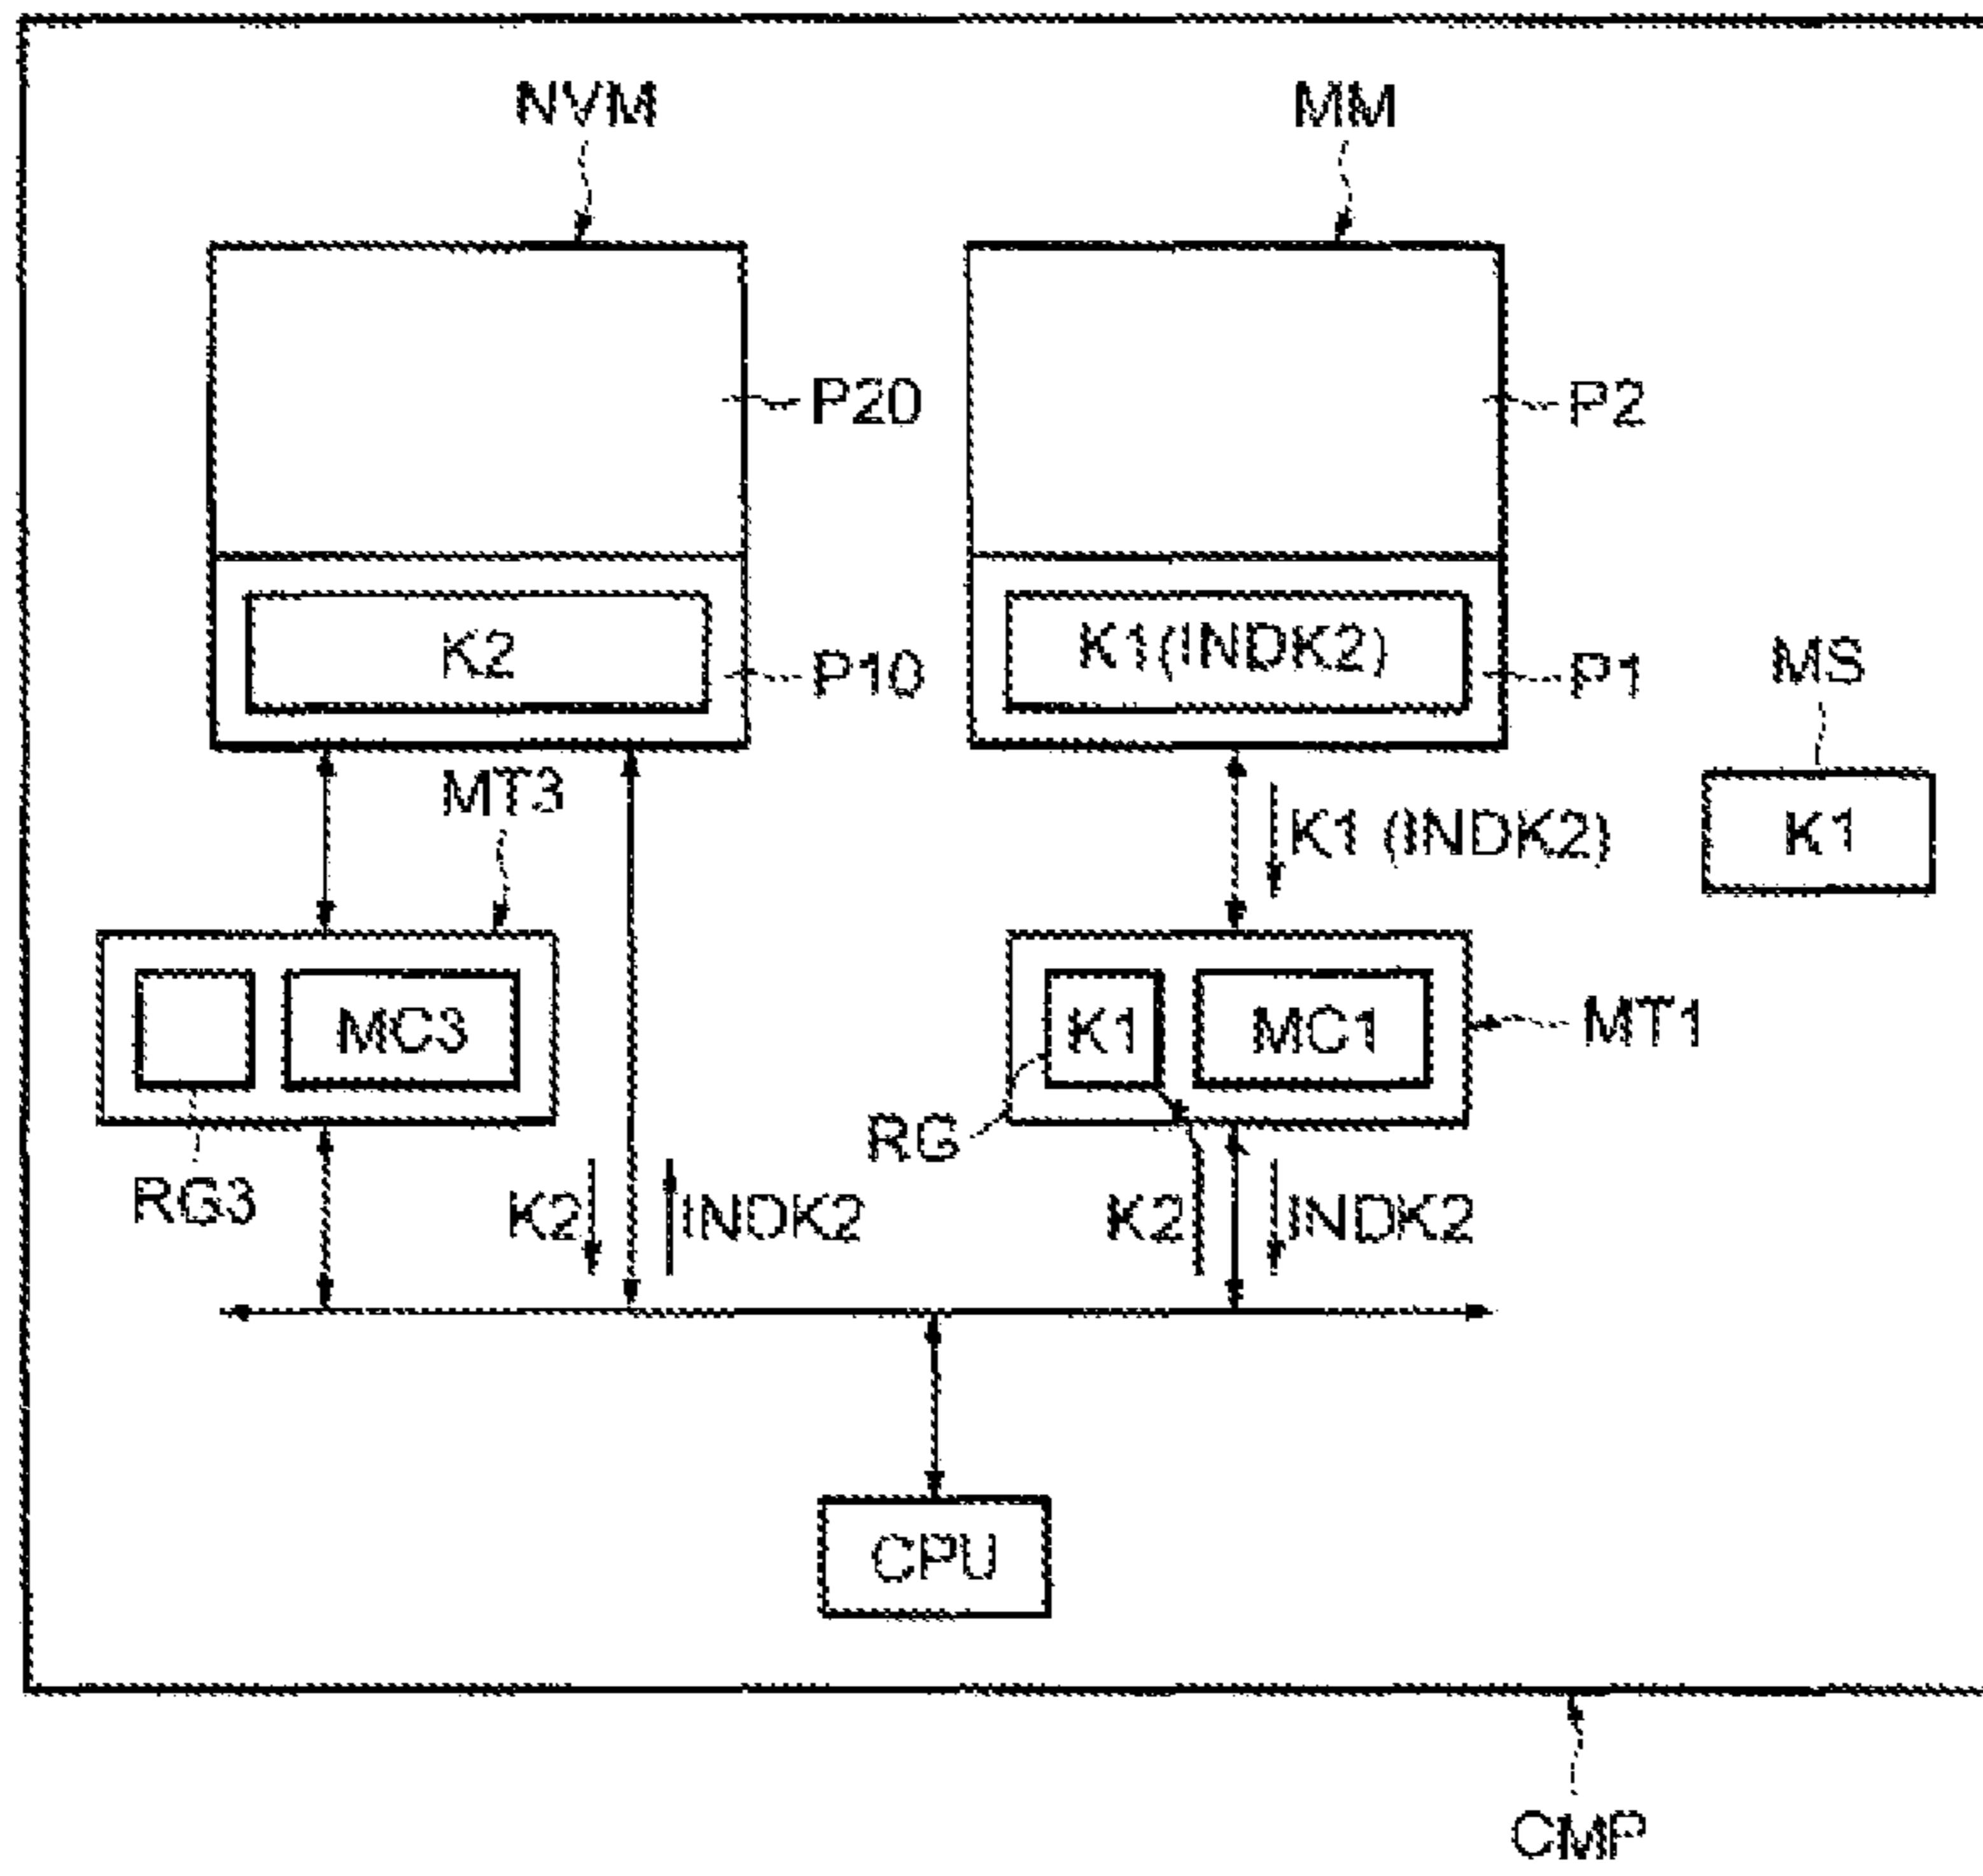 NVM
MM
P20
P2
K2
P10
K1(INDK2)
P1
MS
K1
MT3
K1 (INDK2)
MC3
K1
MC1
MT1
RG
RG3
K2
INDK2
K2
INDK2
CPU
CMP